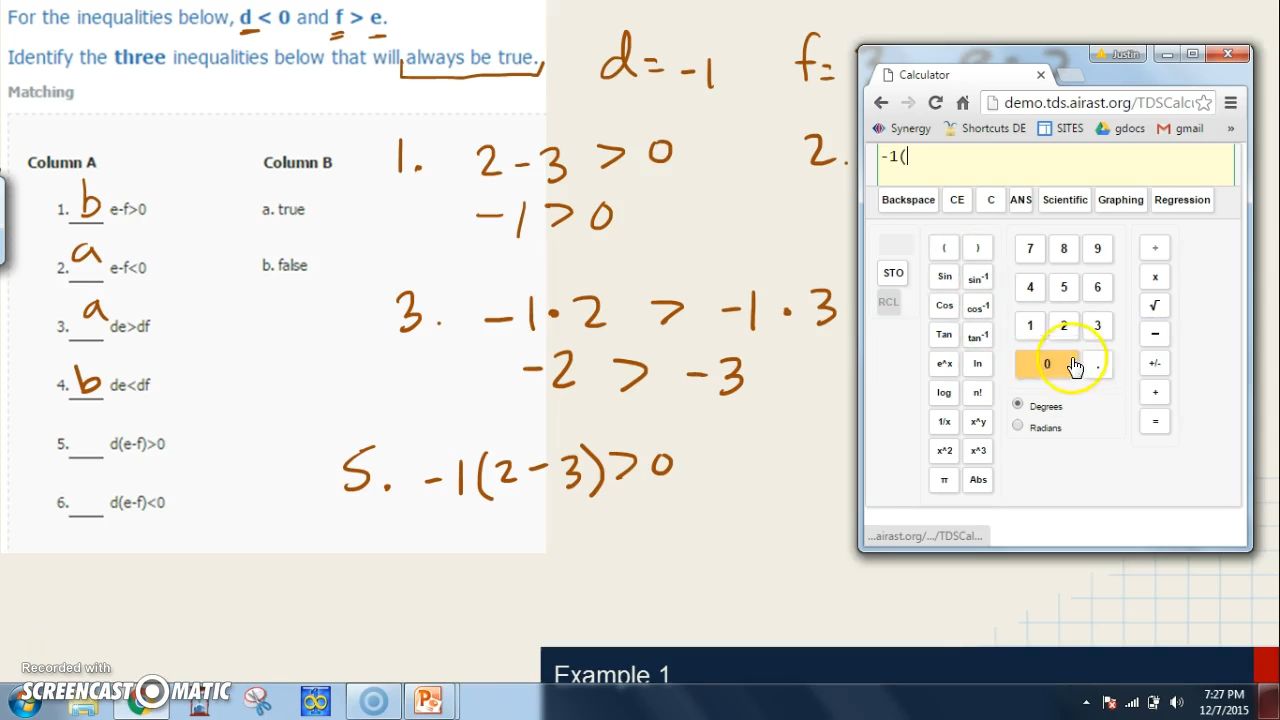 For the inequalities below, d < 0 and f > e.
Identify the three inequalities below that will always be true.
Matching
Column A Column B
1. b e-f>0 a. true
2. a e-f<0 b. false
3. a de>df
4. b de<df
5. ___ d(e-f)>0
6. ___ d(e-f)<0
d = -1 f =
1. 2 - 3 > 0 2.
-1 > 0
3. -1 · 2 > -1 · 3
-2 > -3
5. -1(2-3) > 0
Justin
Calculator
demo.tds.airast.org/TDSCalc
Synergy Shortcuts DE SITES gdocs gmail »
-1(
Backspace CE C ANS Scientific Graphing Regression
( ) 7 8 9 ÷
STO Sin sin⁻¹ 4 5 6 x
RCL Cos cos⁻¹ 1 2 3 √
Tan tan⁻¹ 0 . −
e^x ln +/-
log n! Degrees +
1/x x^y Radians =
x^2 x^3
π Abs
...airast.org/.../TDSCal...
Example 1
Recorded with
SCREENCAST O MATIC
7:27 PM
12/7/2015